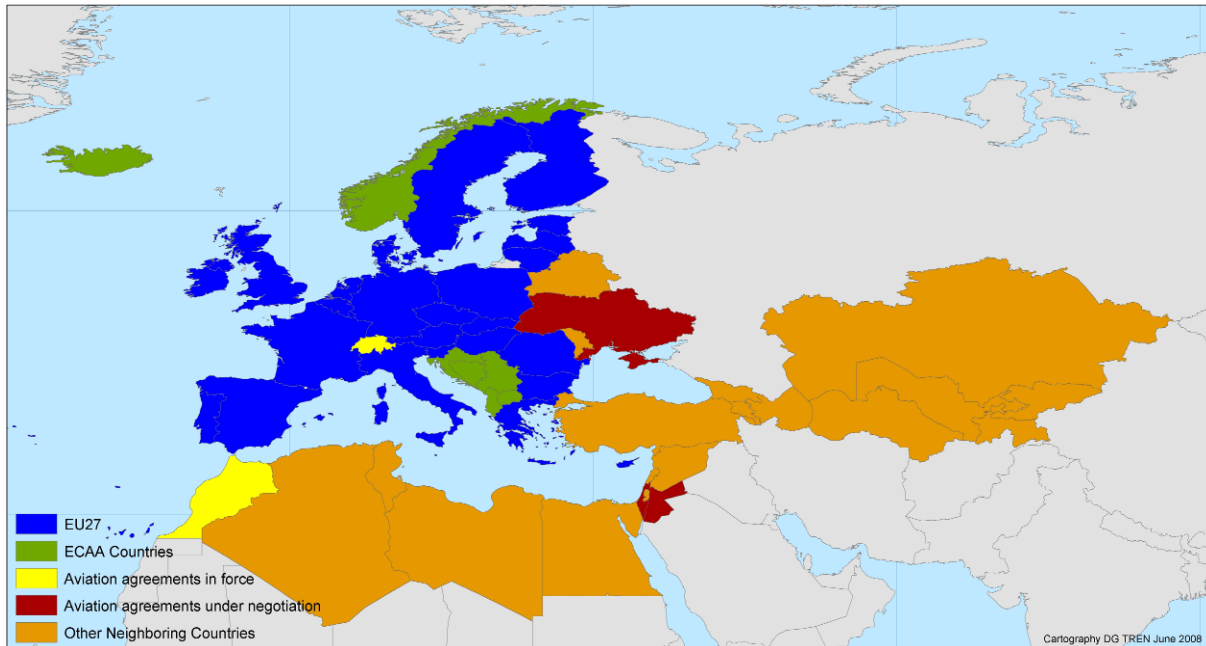 EU27
ECAA Countries
Aviation agreements in force
Aviation agreements under negotiation
Other Neighboring Countries
Cartography DG TREN June 2008